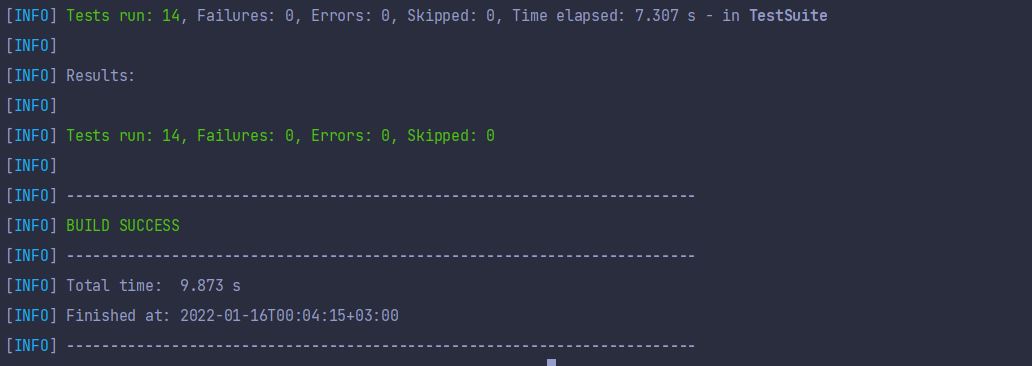 [INFO] Tests run: 14, Failures: 0, Errors: 0, Skipped: 0, Time elapsed: 7.307 s - in TestSuite
[INFO]
[INFO] Results:
[INFO]
[INFO] Tests run: 14, Failures: 0, Errors: 0, Skipped: 0
[INFO]
[INFO] ------------------------------------------------------------------------
[INFO] BUILD SUCCESS
[INFO] ------------------------------------------------------------------------
[INFO] Total time:  9.873 s
[INFO] Finished at: 2022-01-16T00:04:15+03:00
[INFO] ------------------------------------------------------------------------